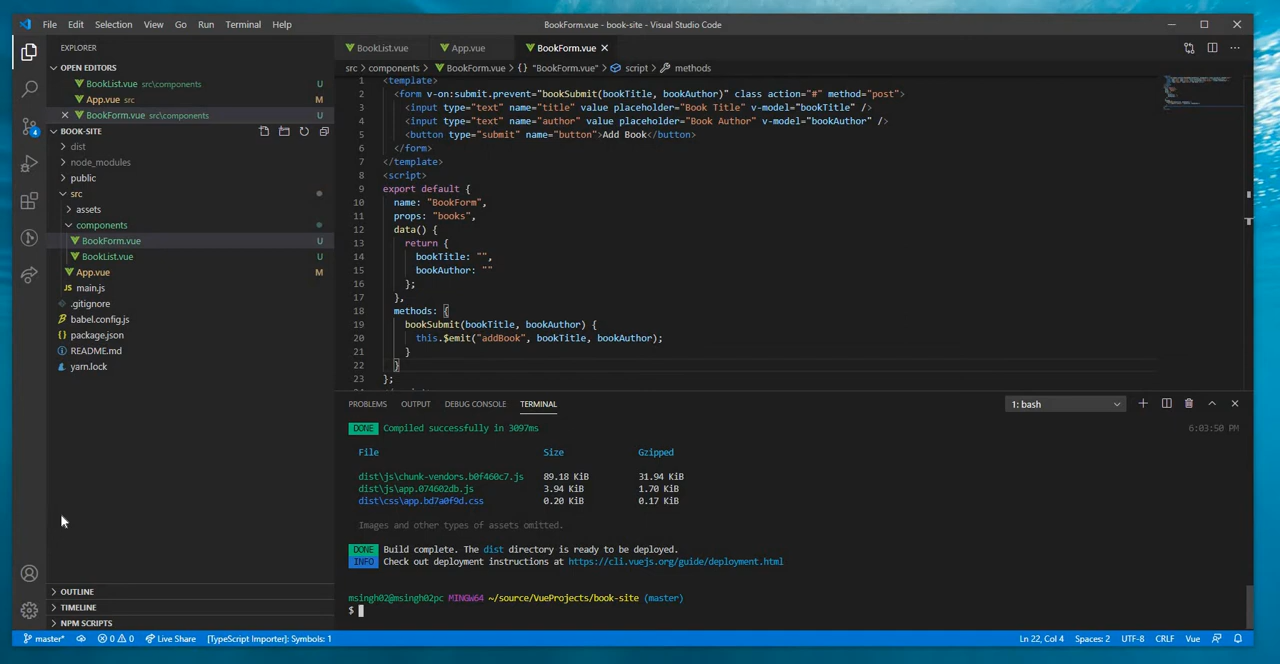 File Edit Selection View Go Run Terminal Help
BookForm.vue - book-site - Visual Studio Code
EXPLORER
OPEN EDITORS
BookList.vue src\components U
App.vue src M
BookForm.vue src\components U
BOOK-SITE
dist
node_modules
public
src
assets
components
BookForm.vue U
BookList.vue U
App.vue M
JS main.js
.gitignore
babel.config.js
package.json
README.md
yarn.lock
OUTLINE
TIMELINE
NPM SCRIPTS
4
BookList.vue App.vue BookForm.vue
src > components > BookForm.vue > {} "BookForm.vue" > script > methods
1 <template>
2 <form v-on:submit.prevent="bookSubmit(bookTitle, bookAuthor)" class action="#" method="post">
3 <input type="text" name="title" value placeholder="Book Title" v-model="bookTitle" />
4 <input type="text" name="author" value placeholder="Book Author" v-model="bookAuthor" />
5 <button type="submit" name="button">Add Book</button>
6 </form>
7 </template>
8 <script>
9 export default {
10 name: "BookForm",
11 props: "books",
12 data() {
13 return {
14 bookTitle: "",
15 bookAuthor: ""
16 };
17 },
18 methods: {
19 bookSubmit(bookTitle, bookAuthor) {
20 this.$emit("addBook", bookTitle, bookAuthor);
21 }
22 }
23 };
PROBLEMS OUTPUT DEBUG CONSOLE TERMINAL
1: bash
DONE Compiled successfully in 3097ms 6:03:50 PM
File Size Gzipped
dist\js\chunk-vendors.b0f460c7.js 89.18 KiB 31.94 KiB
dist\js\app.074602db.js 3.94 KiB 1.70 KiB
dist\css\app.bd7a0f9d.css 0.20 KiB 0.17 KiB
Images and other types of assets omitted.
DONE Build complete. The dist directory is ready to be deployed.
INFO Check out deployment instructions at https://cli.vuejs.org/guide/deployment.html
msingh02@msingh02pc MINGW64 ~/source/VueProjects/book-site (master)
$
master* 0 0 Live Share [TypeScript Importer]: Symbols: 1
Ln 22, Col 4 Spaces: 2 UTF-8 CRLF Vue